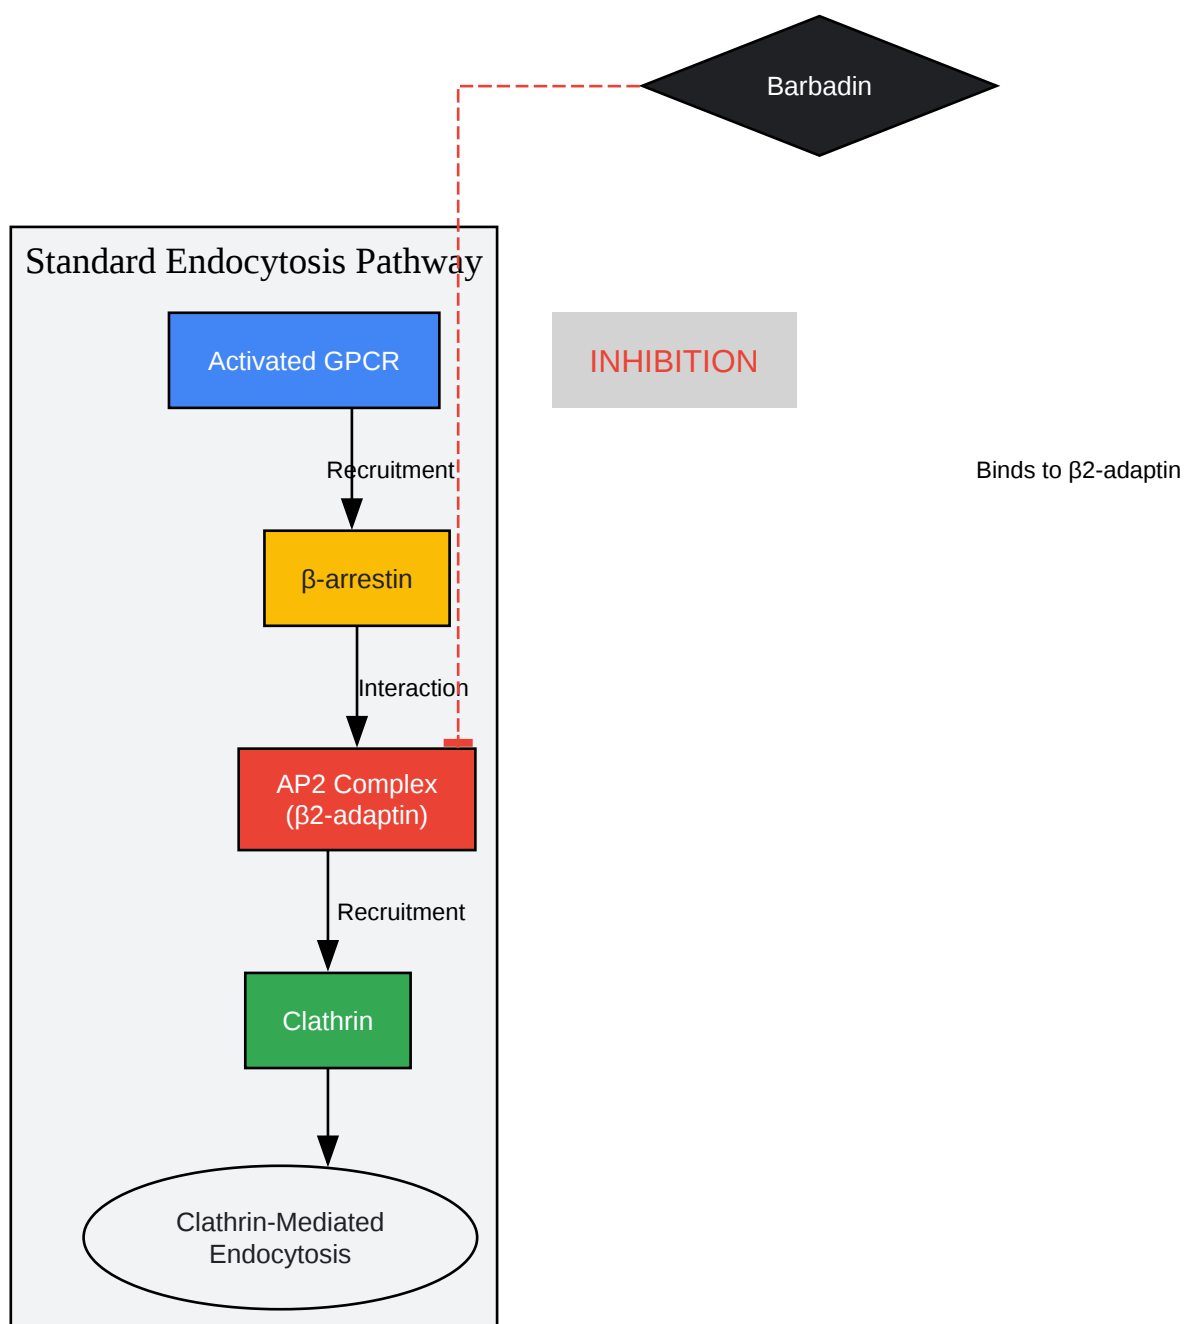 Barbadin
Standard Endocytosis Pathway
Activated GPCR
INHIBITION
Recruitment
Binds to β2-adaptin
β-arrestin
Interaction
AP2 Complex
(β2-adaptin)
Recruitment
Clathrin
Clathrin-Mediated
Endocytosis